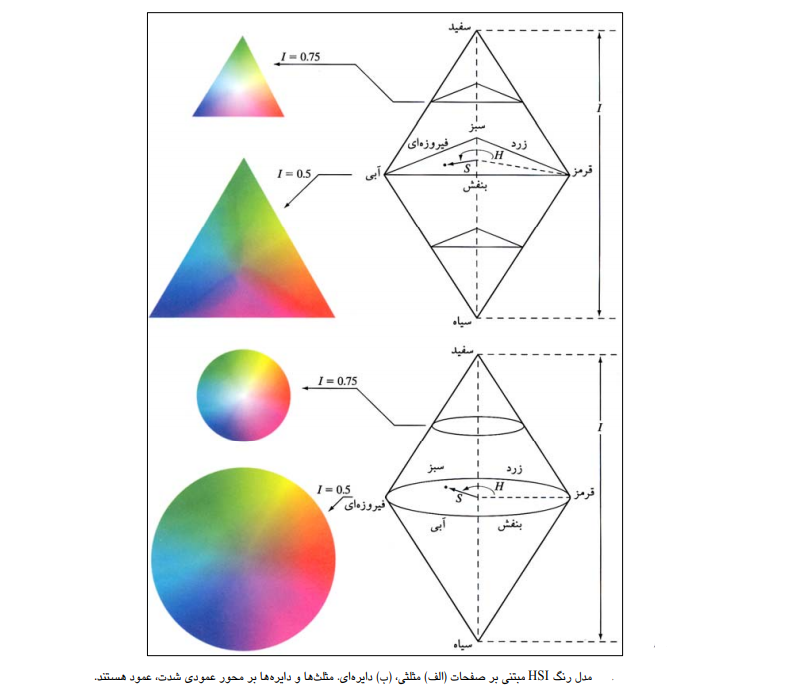 سفید
I = 0.75
I
سبز
فیروزه‌ای
زرد
H
S
I = 0.5
آبی
قرمز
بنفش
سیاه
سفید
I = 0.75
I
سبز
زرد
H
S
I = 0.5
فیروزه‌ای
قرمز
آبی
بنفش
سیاه
مدل رنگ HSI مبتنی بر صفحات (الف) مثلثی، (ب) دایره‌ای. مثلث‌ها و دایره‌ها بر محور عمودی شدت، عمود هستند.